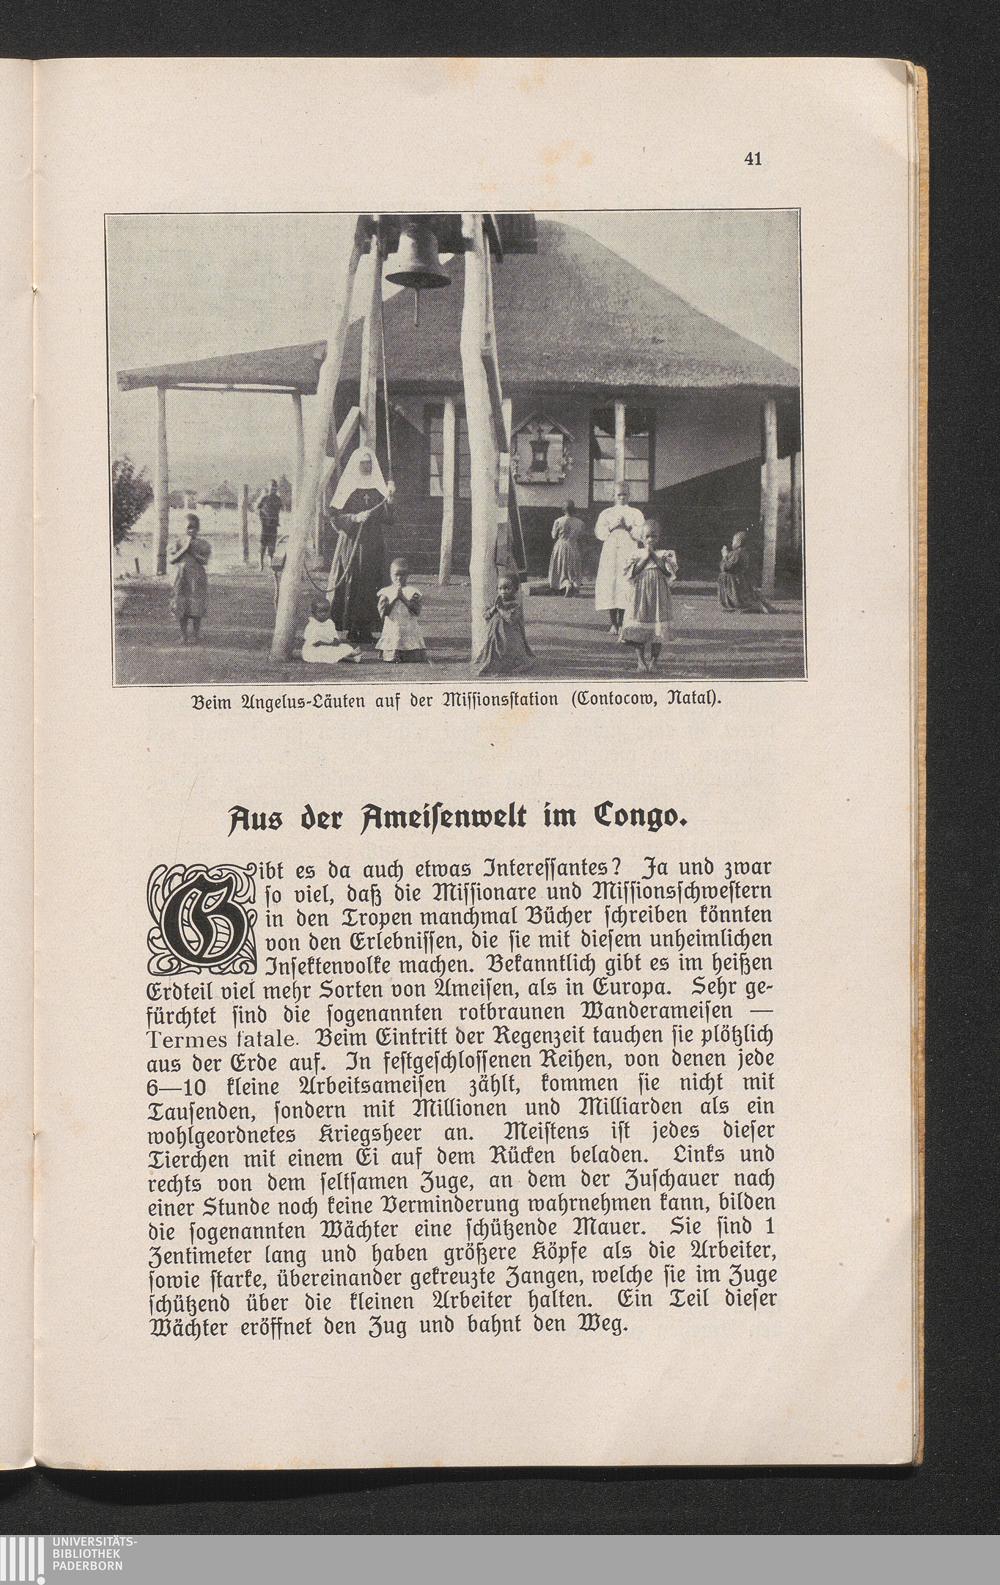 41
Beim Angelus-Läuten auf der Missionsstation (Contocow, Natal).
Aus der Ameisenwelt im Congo.
Gibt es da auch etwas Interessantes? Ja und zwar
so viel, daß die Missionare und Missionsschwestern
in den Tropen manchmal Bücher schreiben könnten
von den Erlebnissen, die sie mit diesem unheimlichen
Insektenvolke machen. Bekanntlich gibt es im heißen
Erdteil viel mehr Sorten von Ameisen, als in Europa. Sehr ge-
fürchtet sind die sogenannten rotbraunen Wanderameisen —
Termes fatale. Beim Eintritt der Regenzeit tauchen sie plötzlich
aus der Erde auf. In festgeschlossenen Reihen, von denen jede
6—10 kleine Arbeitsameisen zählt, kommen sie nicht mit
Tausenden, sondern mit Millionen und Milliarden als ein
wohlgeordnetes Kriegsheer an. Meistens ist jedes dieser
Tierchen mit einem Ei auf dem Rücken beladen. Links und
rechts von dem seltsamen Zuge, an dem der Zuschauer nach
einer Stunde noch keine Verminderung wahrnehmen kann, bilden
die sogenannten Wächter eine schützende Mauer. Sie sind 1
Zentimeter lang und haben größere Köpfe als die Arbeiter,
sowie starke, übereinander gekreuzte Zangen, welche sie im Zuge
schützend über die kleinen Arbeiter halten. Ein Teil dieser
Wächter eröffnet den Zug und bahnt den Weg.
UNIVERSITÄTS-
BIBLIOTHEK
PADERBORN